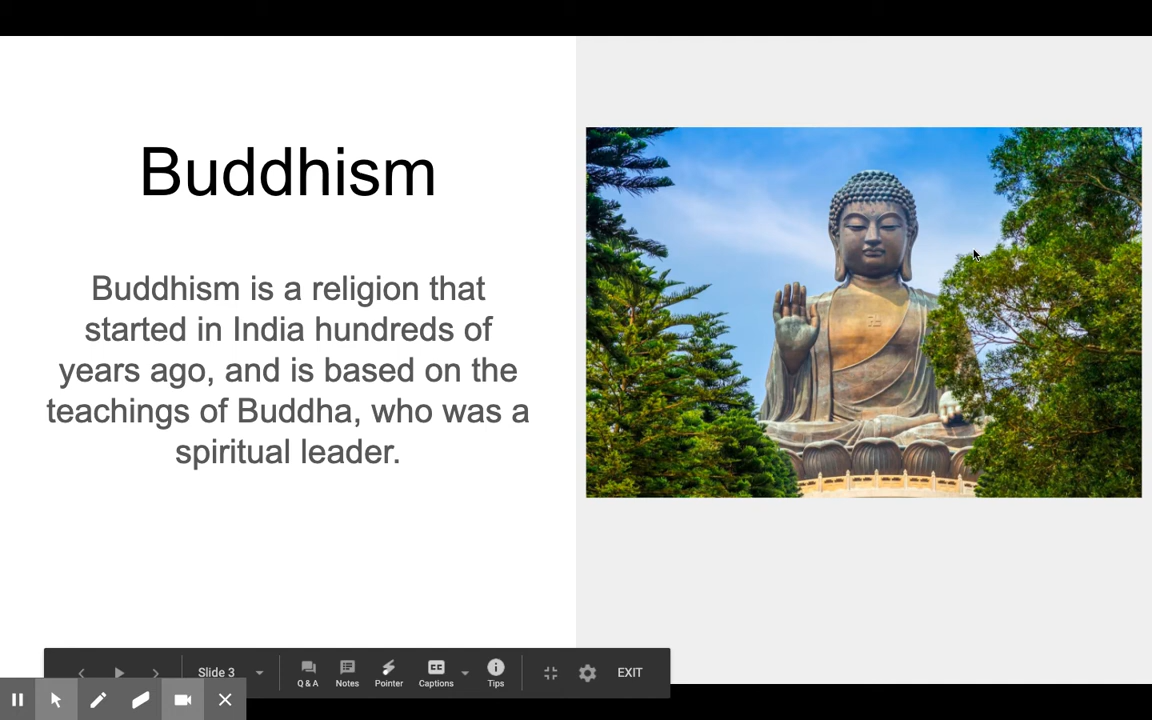 Buddhism
Buddhism is a religion that
started in India hundreds of
years ago, and is based on the
teachings of Buddha, who was a
spiritual leader.
Slide 3
Q & A
Notes
Pointer
CC
Captions
Tips
EXIT